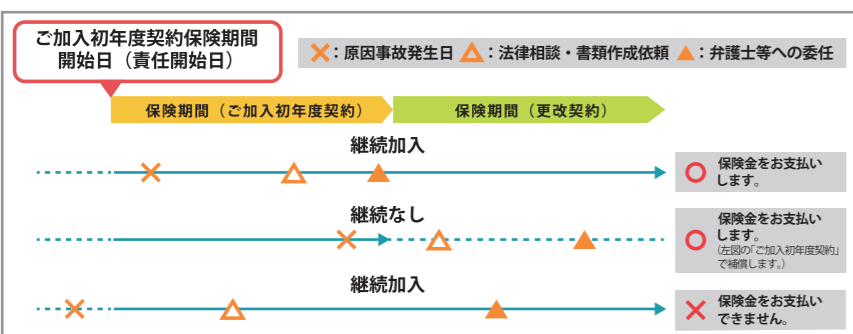 ご加入初年度契約保険期間
開始日（責任開始日）
×：原因事故発生日 △：法律相談・書類作成依頼 ▲：弁護士等への委任
保険期間（ご加入初年度契約）
保険期間（更改契約）
継続加入
保険金をお支払い
します。
継続なし
保険金をお支払い
します。
（左図の「ご加入初年度契約」
で補償します。）
継続加入
保険金をお支払い
できません。